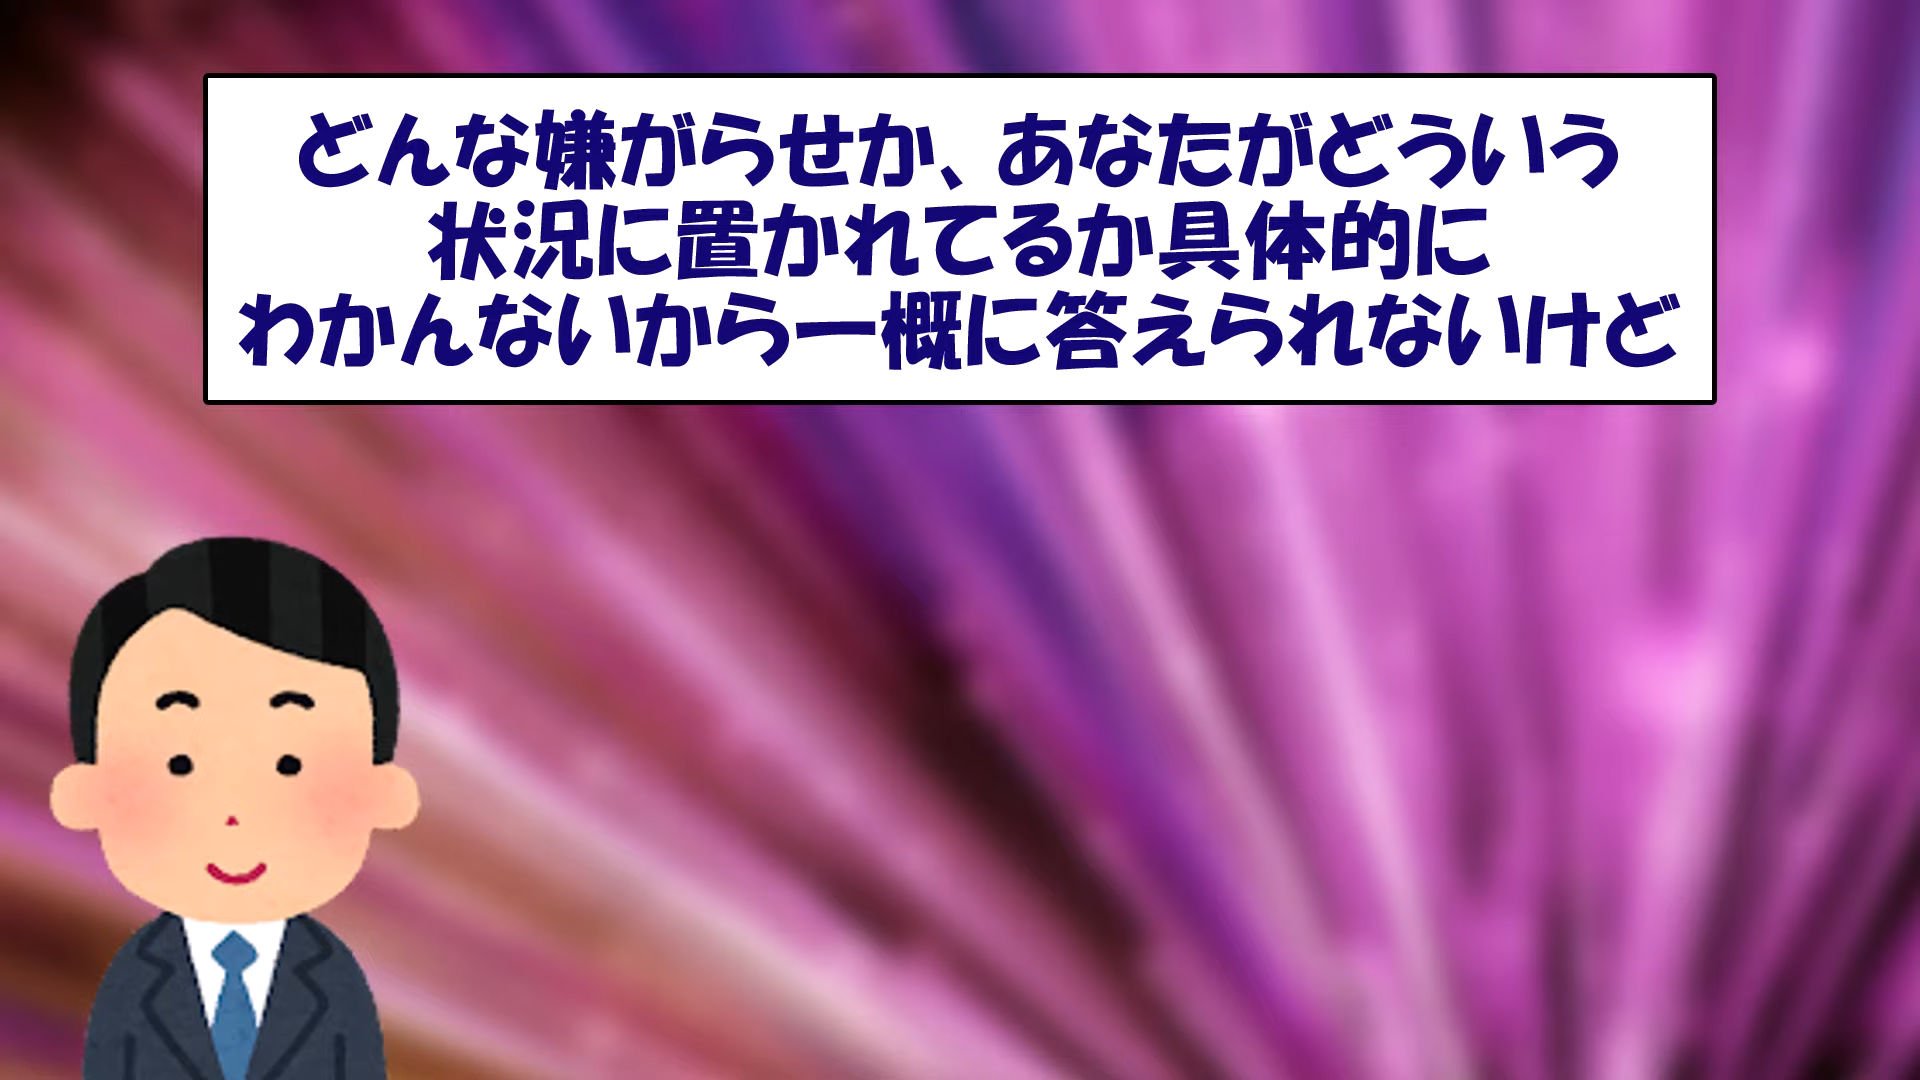 どんな嫌がらせか、あなたがどういう
状況に置かれてるか具体的に
わかんないから一概に答えられないけど